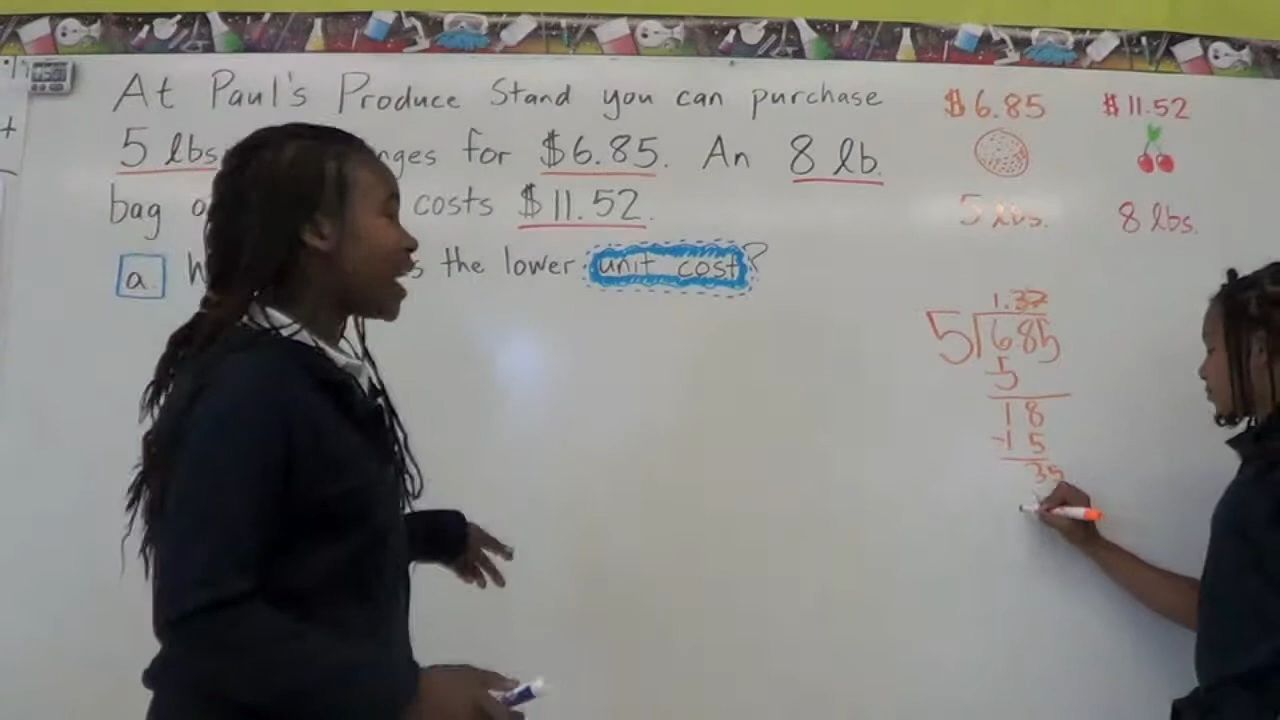 At Paul's Produce Stand you can purchase
5 lbs nges for $6.85. An 8 lb.
bag o costs $11.52.
a. W s the lower unit cost?
$6.85 $11.52
5 lbs. 8 lbs.
1.37
5 685
5
18
-15
35